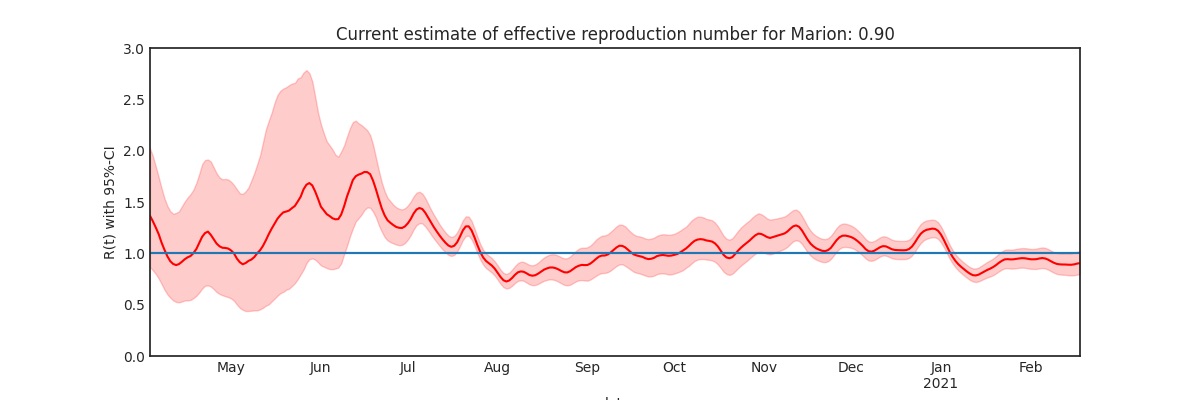 Current estimate of effective reproduction number for Marion: 0.90
R(t) with 95%-CI
3.0
2.5
2.0
1.5
1.0
0.5
0.0
May Jun Jul Aug Sep Oct Nov Dec Jan Feb
2021